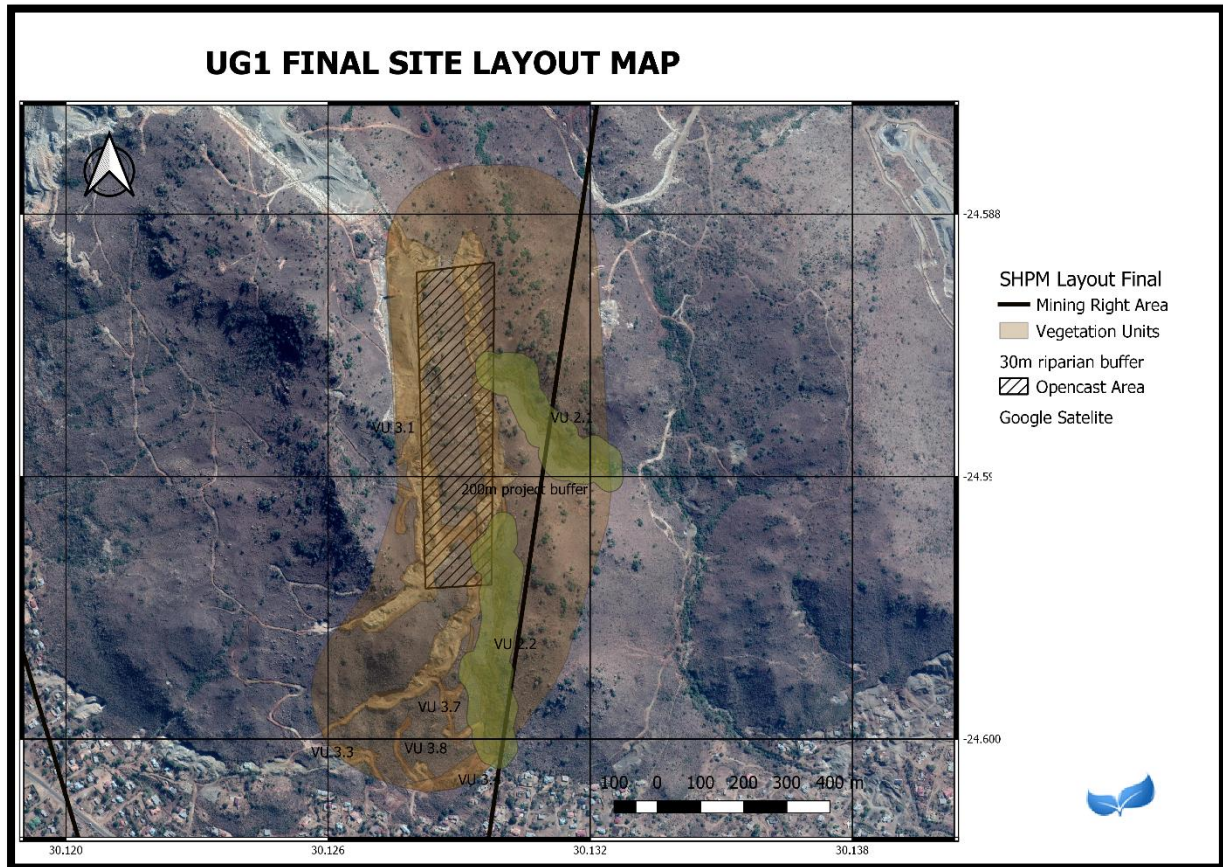 UG1 FINAL SITE LAYOUT MAP
-24.588
SHPM Layout Final
Mining Right Area
Vegetation Units
30m riparian buffer
Opencast Area
Google Satelite
VU 2.1
VU 3.1
-24.59
200m project buffer
VU 2.2
VU 3.7
VU 3.3
VU 3.8
-24.600
100 0 100 200 300 400 m
30.120
30.126
30.132
30.138